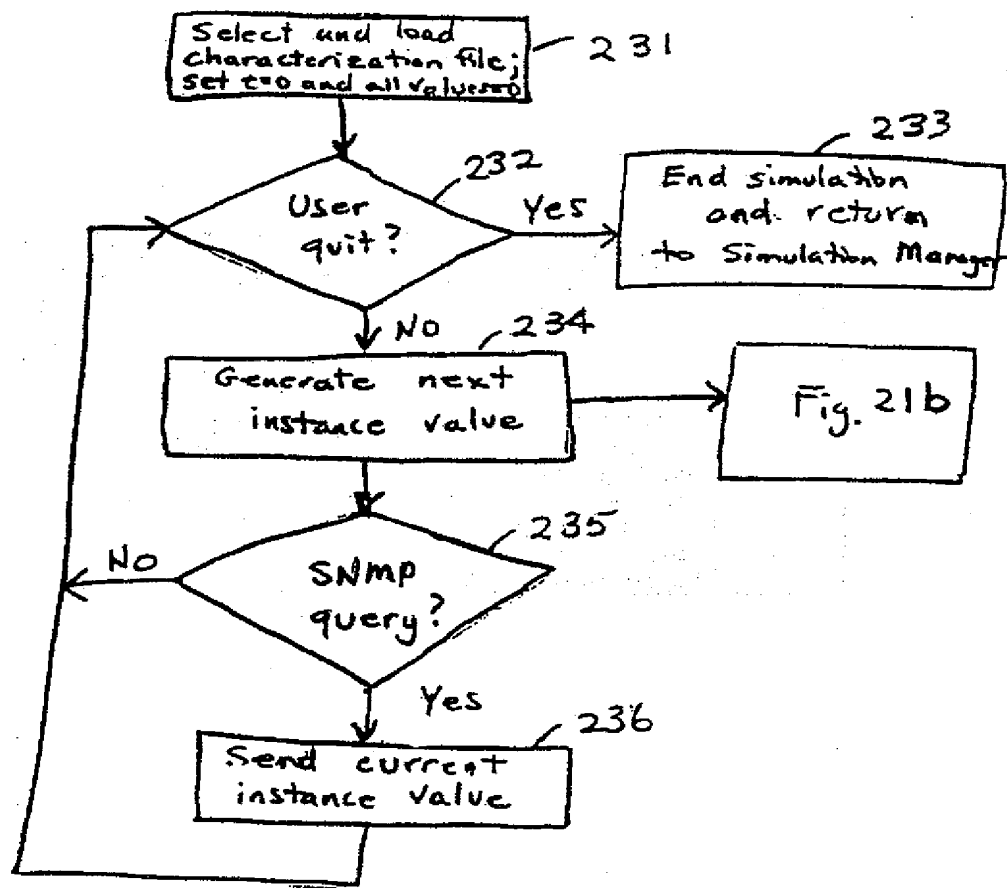 Select and load
characterization file;
set t=0 and all values=0
231
232
User
quit?
Yes
233
End simulation
and return
to Simulation Manager
No
234
Generate next
instance value
Fig. 21b
235
No
SNMP
query?
Yes
236
Send current
instance value